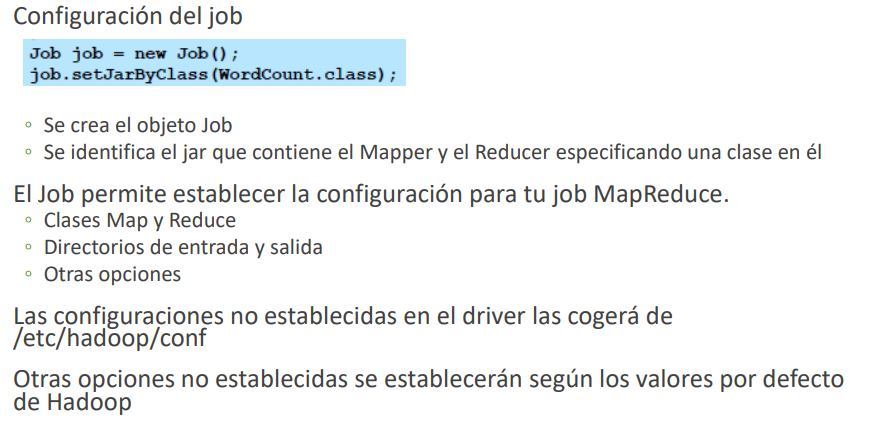 Configuración del job
Job job = new Job();
job.setJarByClass(WordCount.class);
◦ Se crea el objeto Job
◦ Se identifica el jar que contiene el Mapper y el Reducer especificando una clase en él
El Job permite establecer la configuración para tu job MapReduce.
◦ Clases Map y Reduce
◦ Directorios de entrada y salida
◦ Otras opciones
Las configuraciones no establecidas en el driver las cogerá de
/etc/hadoop/conf
Otras opciones no establecidas se establecerán según los valores por defecto
de Hadoop